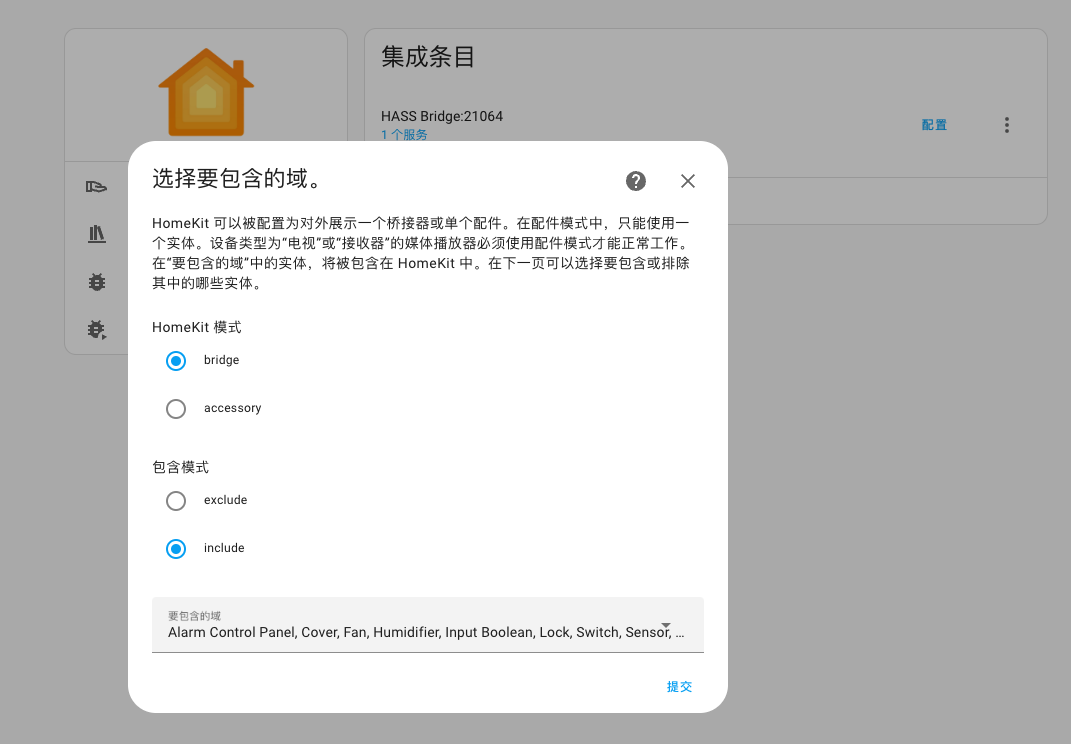 集成条目
HASS Bridge:21064
1 个服务
配置
选择要包含的域。
HomeKit 可以被配置为对外展示一个桥接器或单个配件。在配件模式中，只能使用一
个实体。设备类型为“电视”或“接收器”的媒体播放器必须使用配件模式才能正常工作。
在“要包含的域”中的实体，将被包含在 HomeKit 中。在下一页可以选择要包含或排除
其中的哪些实体。
HomeKit 模式
bridge
accessory
包含模式
exclude
include
要包含的域
Alarm Control Panel, Cover, Fan, Humidifier, Input Boolean, Lock, Switch, Sensor, ...
提交